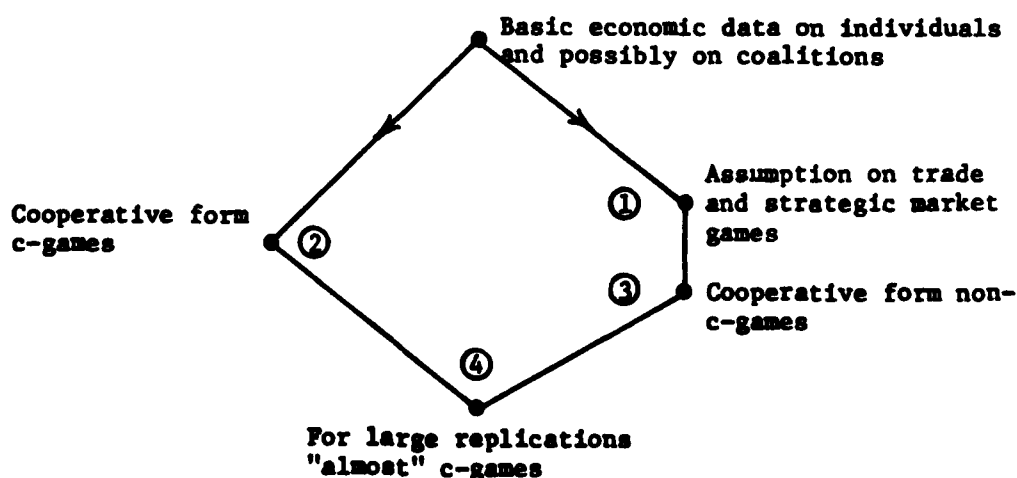 Basic economic data on individuals
and possibly on coalitions
Assumption on trade
① and strategic market
games
Cooperative form
c-games
②
③ Cooperative form non-
c-games
④
For large replications
"almost" c-games